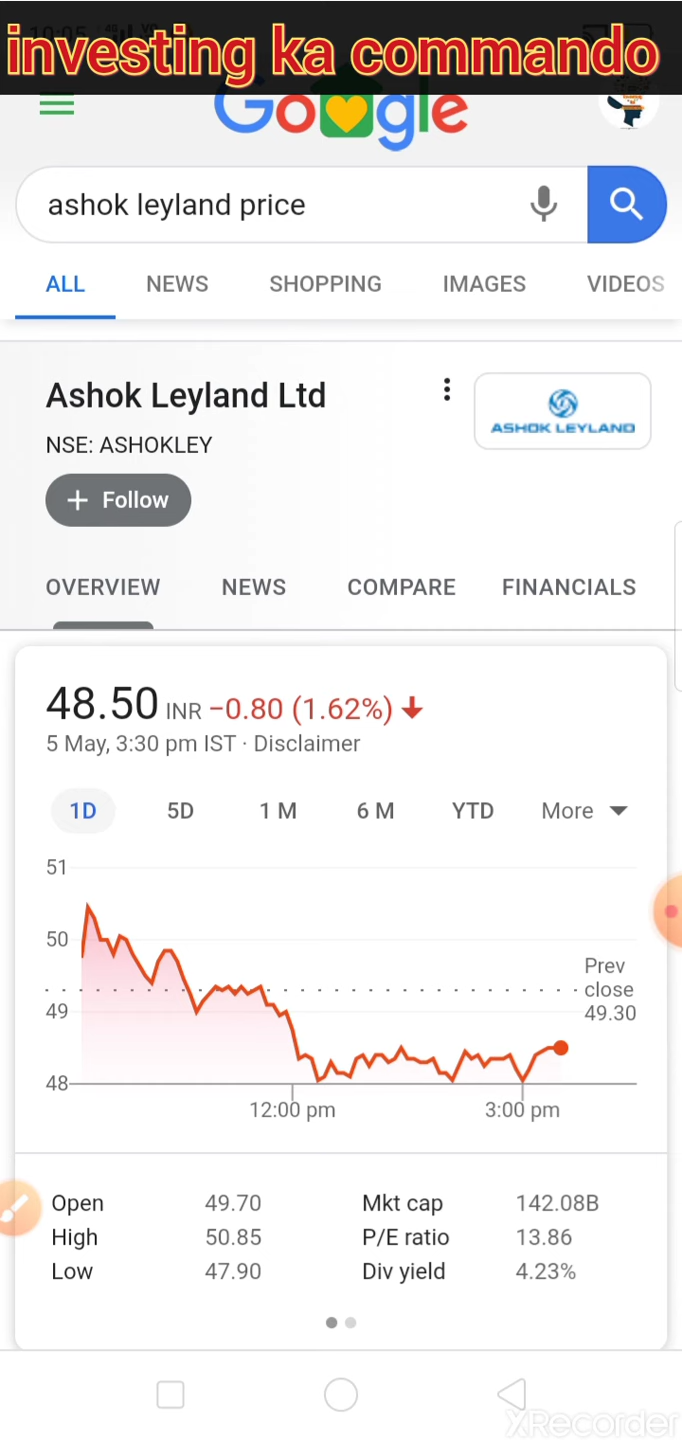 investing ka commando
Google
ashok leyland price
ALL NEWS SHOPPING IMAGES VIDEOS
Ashok Leyland Ltd
ASHOK LEYLAND
NSE: ASHOKLEY
+ Follow
OVERVIEW NEWS COMPARE FINANCIALS
48.50 INR −0.80 (1.62%)
5 May, 3:30 pm IST · Disclaimer
1D 5D 1 M 6 M YTD More
51
50
Prev
close
49.30
49
48
12:00 pm 3:00 pm
Open 49.70 Mkt cap 142.08B
High 50.85 P/E ratio 13.86
Low 47.90 Div yield 4.23%
XRecorder